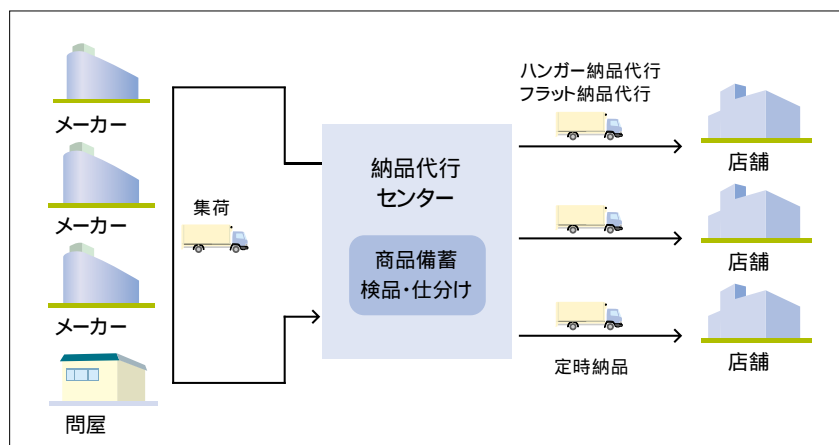 メーカー
メーカー
メーカー
問屋
集荷
納品代行
センター
商品備蓄
検品・仕分け
ハンガー納品代行
フラット納品代行
定時納品
店舗
店舗
店舗